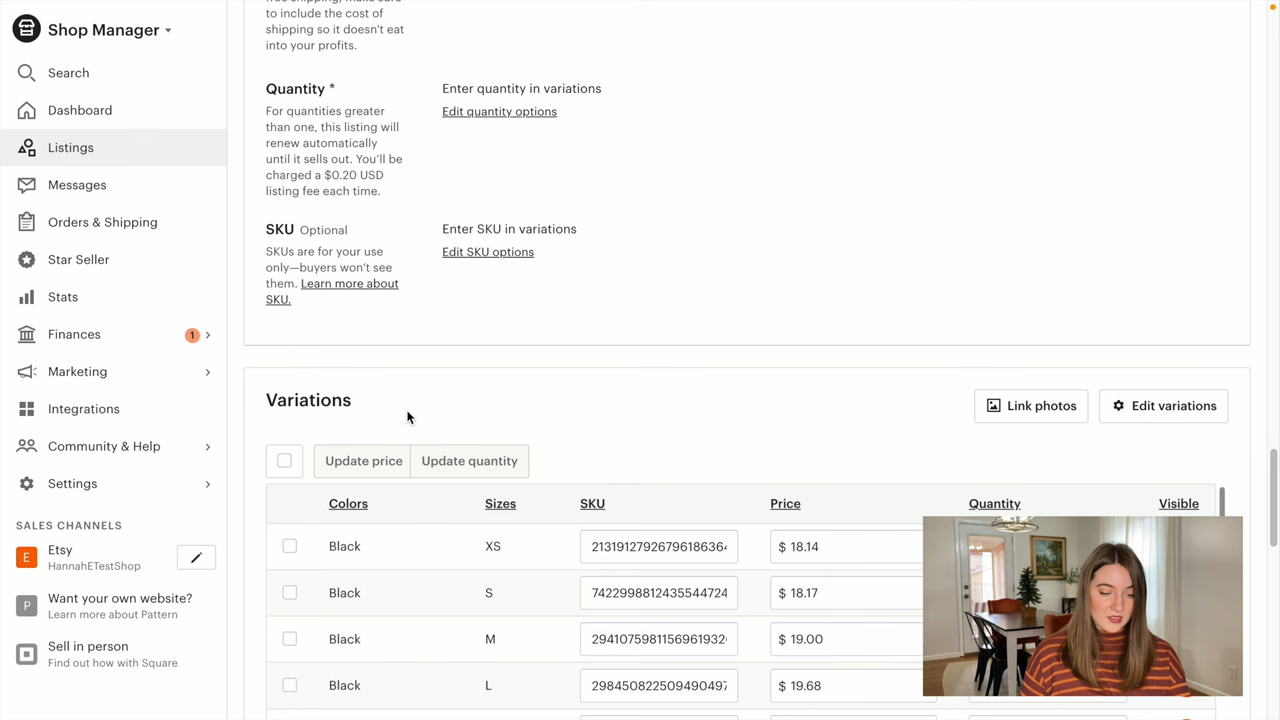 Shop Manager
Search
Dashboard
Listings
Messages
Orders & Shipping
Star Seller
Stats
Finances 1
Marketing
Integrations
Community & Help
Settings
SALES CHANNELS
E Etsy
HannahETestShop
P Want your own website?
Learn more about Pattern
Sell in person
Find out how with Square
to include the cost of
shipping so it doesn't eat
into your profits.
Quantity *
For quantities greater
than one, this listing will
renew automatically
until it sells out. You'll be
charged a $0.20 USD
listing fee each time.
Enter quantity in variations
Edit quantity options
SKU Optional
SKUs are for your use
only—buyers won't see
them. Learn more about
SKU.
Enter SKU in variations
Edit SKU options
Variations
Link photos
Edit variations
Update price
Update quantity
Colors Sizes SKU Price Quantity Visible
Black XS 2131912792679618636 $ 18.14
Black S 7422998812435544724 $ 18.17
Black M 2941075981156961932 $ 19.00
Black L 298450822509490497 $ 19.68